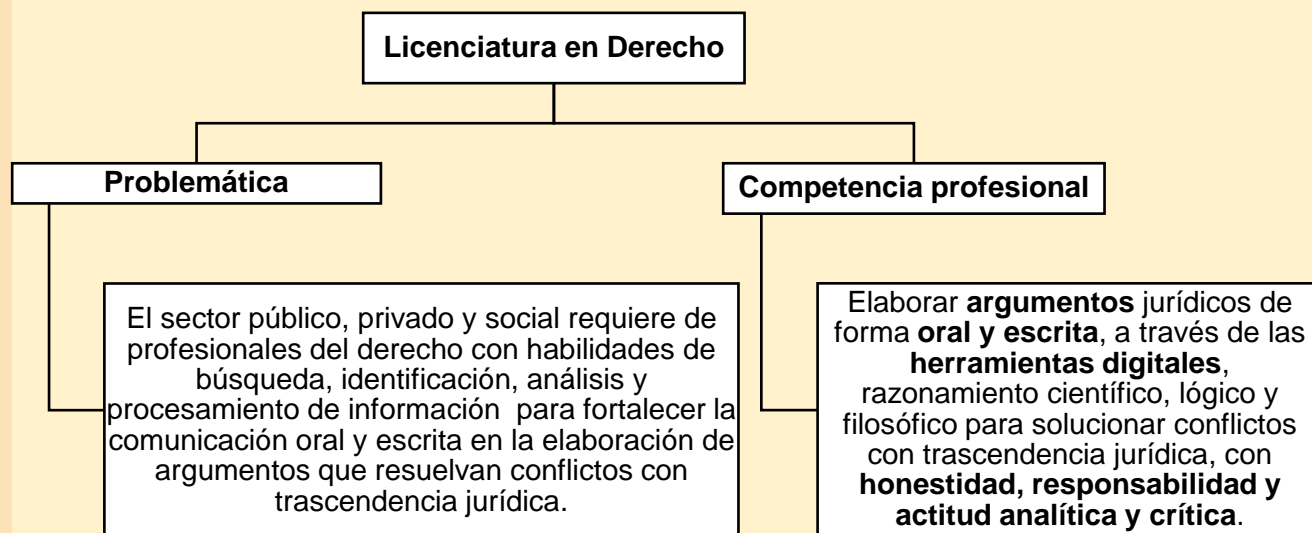 Licenciatura en Derecho
Problemática
Competencia profesional
El sector público, privado y social requiere de
profesionales del derecho con habilidades de
búsqueda, identificación, análisis y
procesamiento de información  para fortalecer la
comunicación oral y escrita en la elaboración de
argumentos que resuelvan conflictos con
trascendencia jurídica.
Elaborar argumentos jurídicos de
forma oral y escrita, a través de las
herramientas digitales,
razonamiento científico, lógico y
filosófico para solucionar conflictos
con trascendencia jurídica, con
honestidad, responsabilidad y
actitud analítica y crítica.